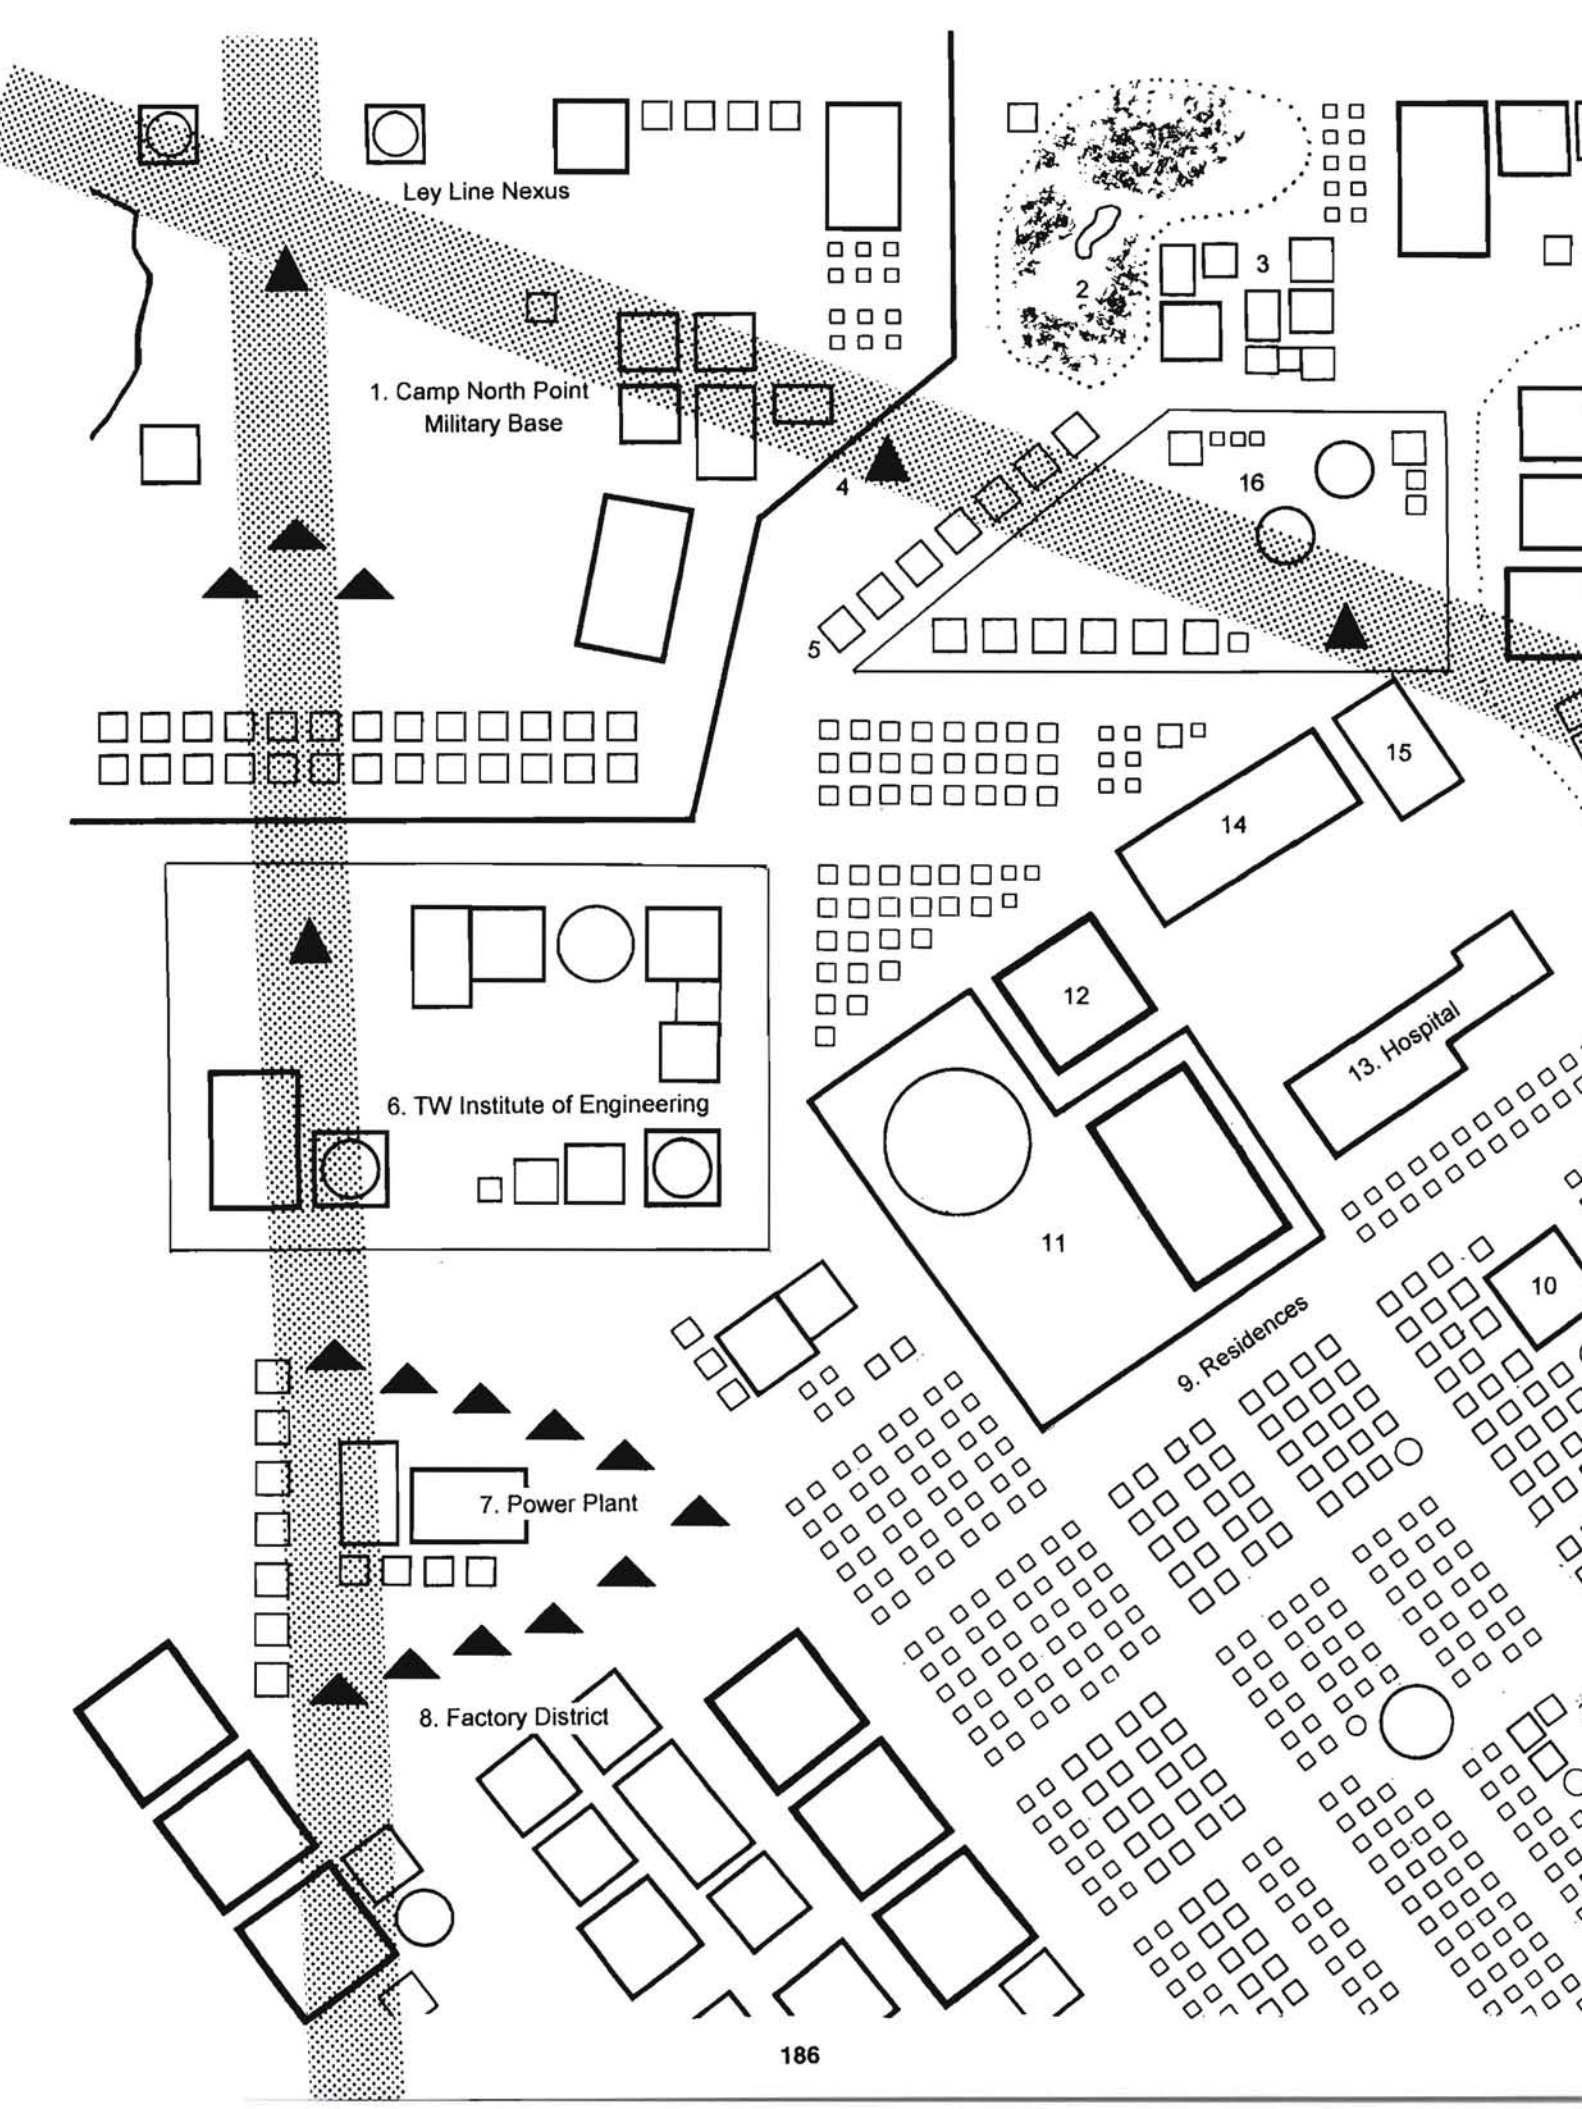 Ley Line Nexus
3
2
1. Camp North Point
Military Base
4
16
5
15
14
12
13. Hospital
6. TW Institute of Engineering
11
10
9. Residences
7. Power Plant
8. Factory District
186